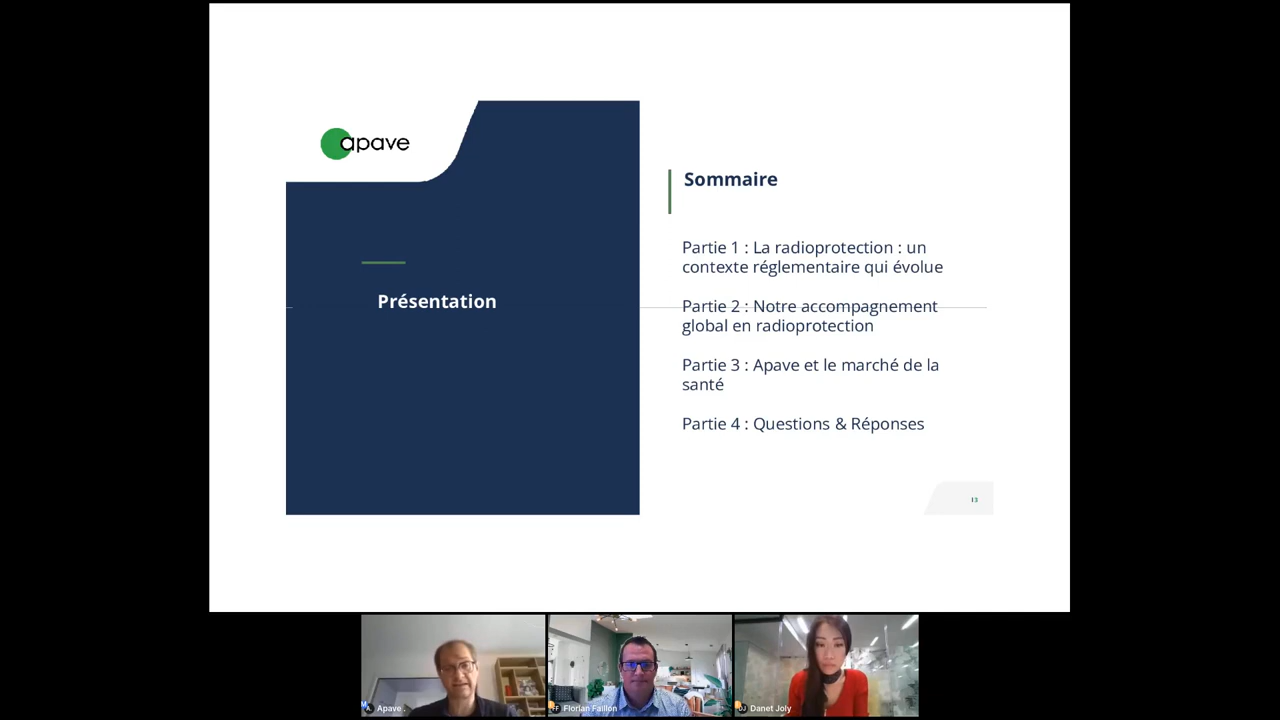 apave
Sommaire
Partie 1 : La radioprotection : un
contexte réglementaire qui évolue
Présentation
Partie 2 : Notre accompagnement
global en radioprotection
Partie 3 : Apave et le marché de la
santé
Partie 4 : Questions & Réponses
13
A. Apave .
FF Florian Faillon
DJ Danet Joly